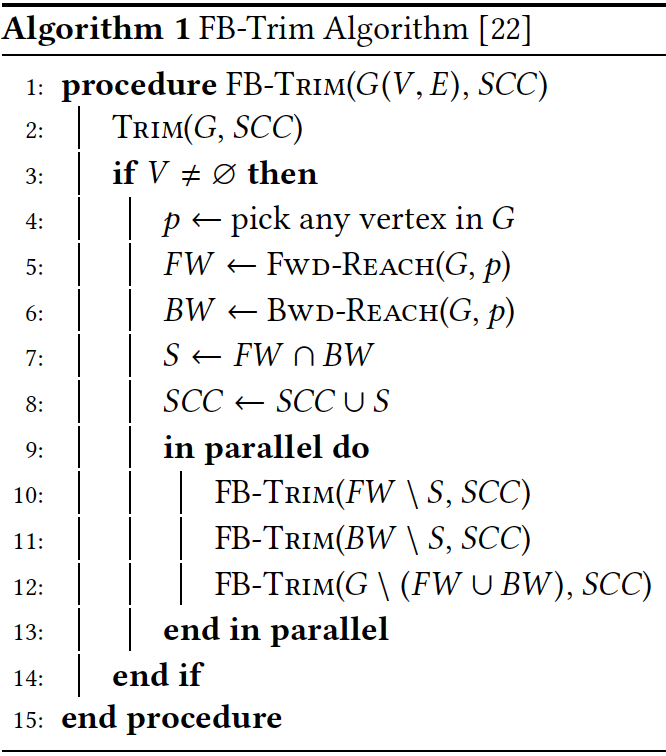 Algorithm 1 FB-Trim Algorithm [22]
1: procedure FB-Trim(G(V, E), SCC)
2: Trim(G, SCC)
3: if V ≠ ∅ then
4: p ← pick any vertex in G
5: FW ← Fwd-Reach(G, p)
6: BW ← Bwd-Reach(G, p)
7: S ← FW ∩ BW
8: SCC ← SCC ∪ S
9: in parallel do
10: FB-Trim(FW \ S, SCC)
11: FB-Trim(BW \ S, SCC)
12: FB-Trim(G \ (FW ∪ BW), SCC)
13: end in parallel
14: end if
15: end procedure